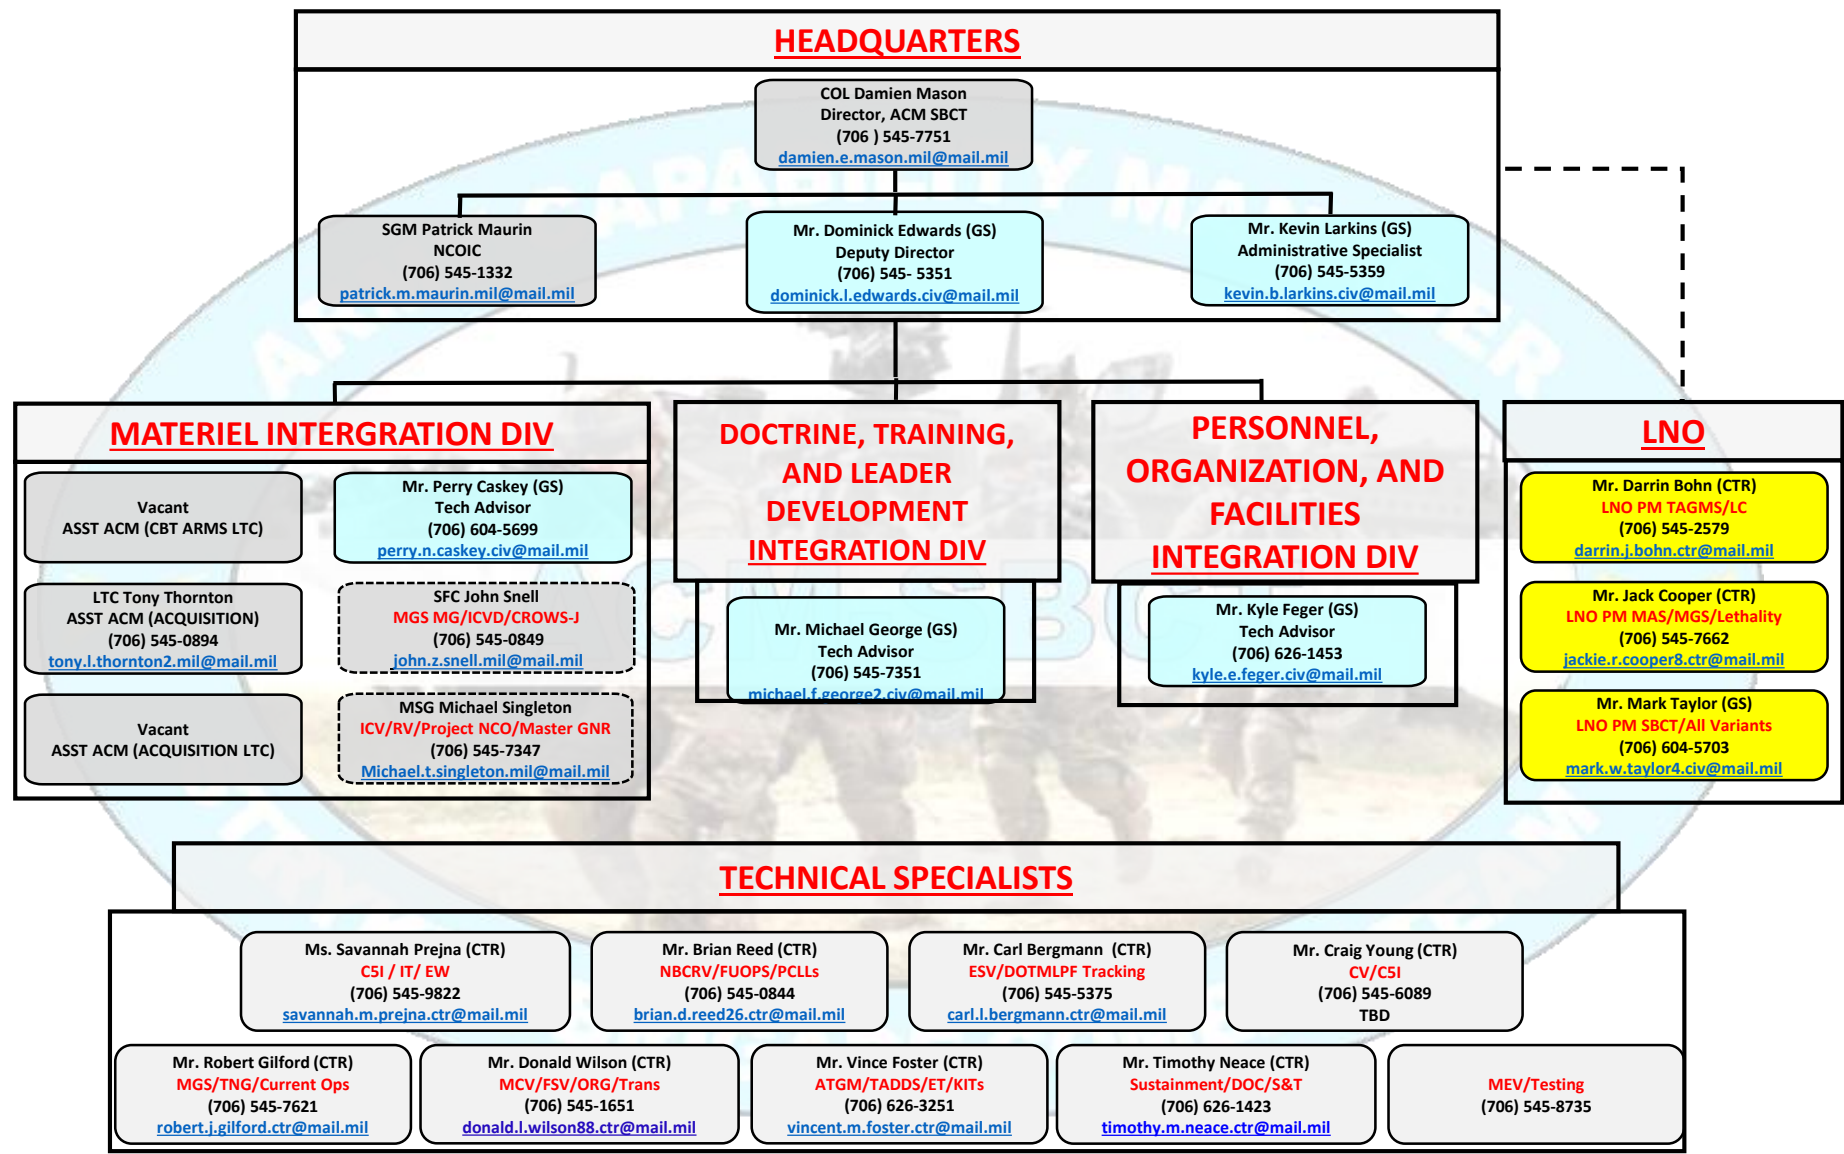 HEADQUARTERS
COL Damien Mason
Director, ACM SBCT
(706 ) 545-7751
damien.e.mason.mil@mail.mil
SGM Patrick Maurin
NCOIC
(706) 545-1332
patrick.m.maurin.mil@mail.mil
Mr. Dominick Edwards (GS)
Deputy Director
(706) 545- 5351
dominick.l.edwards.civ@mail.mil
Mr. Kevin Larkins (GS)
Administrative Specialist
(706) 545-5359
kevin.b.larkins.civ@mail.mil
MATERIEL INTERGRATION DIV
Vacant
ASST ACM (CBT ARMS LTC)
Mr. Perry Caskey (GS)
Tech Advisor
(706) 604-5699
perry.n.caskey.civ@mail.mil
LTC Tony Thornton
ASST ACM (ACQUISITION)
(706) 545-0894
tony.l.thornton2.mil@mail.mil
SFC John Snell
MGS MG/ICVD/CROWS-J
(706) 545-0849
john.z.snell.mil@mail.mil
Vacant
ASST ACM (ACQUISITION LTC)
MSG Michael Singleton
ICV/RV/Project NCO/Master GNR
(706) 545-7347
Michael.t.singleton.mil@mail.mil
DOCTRINE, TRAINING,
AND LEADER
DEVELOPMENT
INTEGRATION DIV
Mr. Michael George (GS)
Tech Advisor
(706) 545-7351
michael.f.george2.civ@mail.mil
PERSONNEL,
ORGANIZATION, AND
FACILITIES
INTEGRATION DIV
Mr. Kyle Feger (GS)
Tech Advisor
(706) 626-1453
kyle.e.feger.civ@mail.mil
LNO
Mr. Darrin Bohn (CTR)
LNO PM TAGMS/LC
(706) 545-2579
darrin.j.bohn.ctr@mail.mil
Mr. Jack Cooper (CTR)
LNO PM MAS/MGS/Lethality
(706) 545-7662
jackie.r.cooper8.ctr@mail.mil
Mr. Mark Taylor (GS)
LNO PM SBCT/All Variants
(706) 604-5703
mark.w.taylor4.civ@mail.mil
ACM-SBCT
TECHNICAL SPECIALISTS
Ms. Savannah Prejna (CTR)
C5I / IT/ EW
(706) 545-9822
savannah.m.prejna.ctr@mail.mil
Mr. Brian Reed (CTR)
NBCRV/FUOPS/PCLLs
(706) 545-0844
brian.d.reed26.ctr@mail.mil
Mr. Carl Bergmann (CTR)
ESV/DOTMLPF Tracking
(706) 545-5375
carl.l.bergmann.ctr@mail.mil
Mr. Craig Young (CTR)
CV/C5I
(706) 545-6089
TBD
Mr. Robert Gilford (CTR)
MGS/TNG/Current Ops
(706) 545-7621
robert.j.gilford.ctr@mail.mil
Mr. Donald Wilson (CTR)
MCV/FSV/ORG/Trans
(706) 545-1651
donald.l.wilson88.ctr@mail.mil
Mr. Vince Foster (CTR)
ATGM/TADDS/ET/KITs
(706) 626-3251
vincent.m.foster.ctr@mail.mil
Mr. Timothy Neace (CTR)
Sustainment/DOC/S&T
(706) 626-1423
timothy.m.neace.ctr@mail.mil
MEV/Testing
(706) 545-8735
CAPABILITY MANAGER